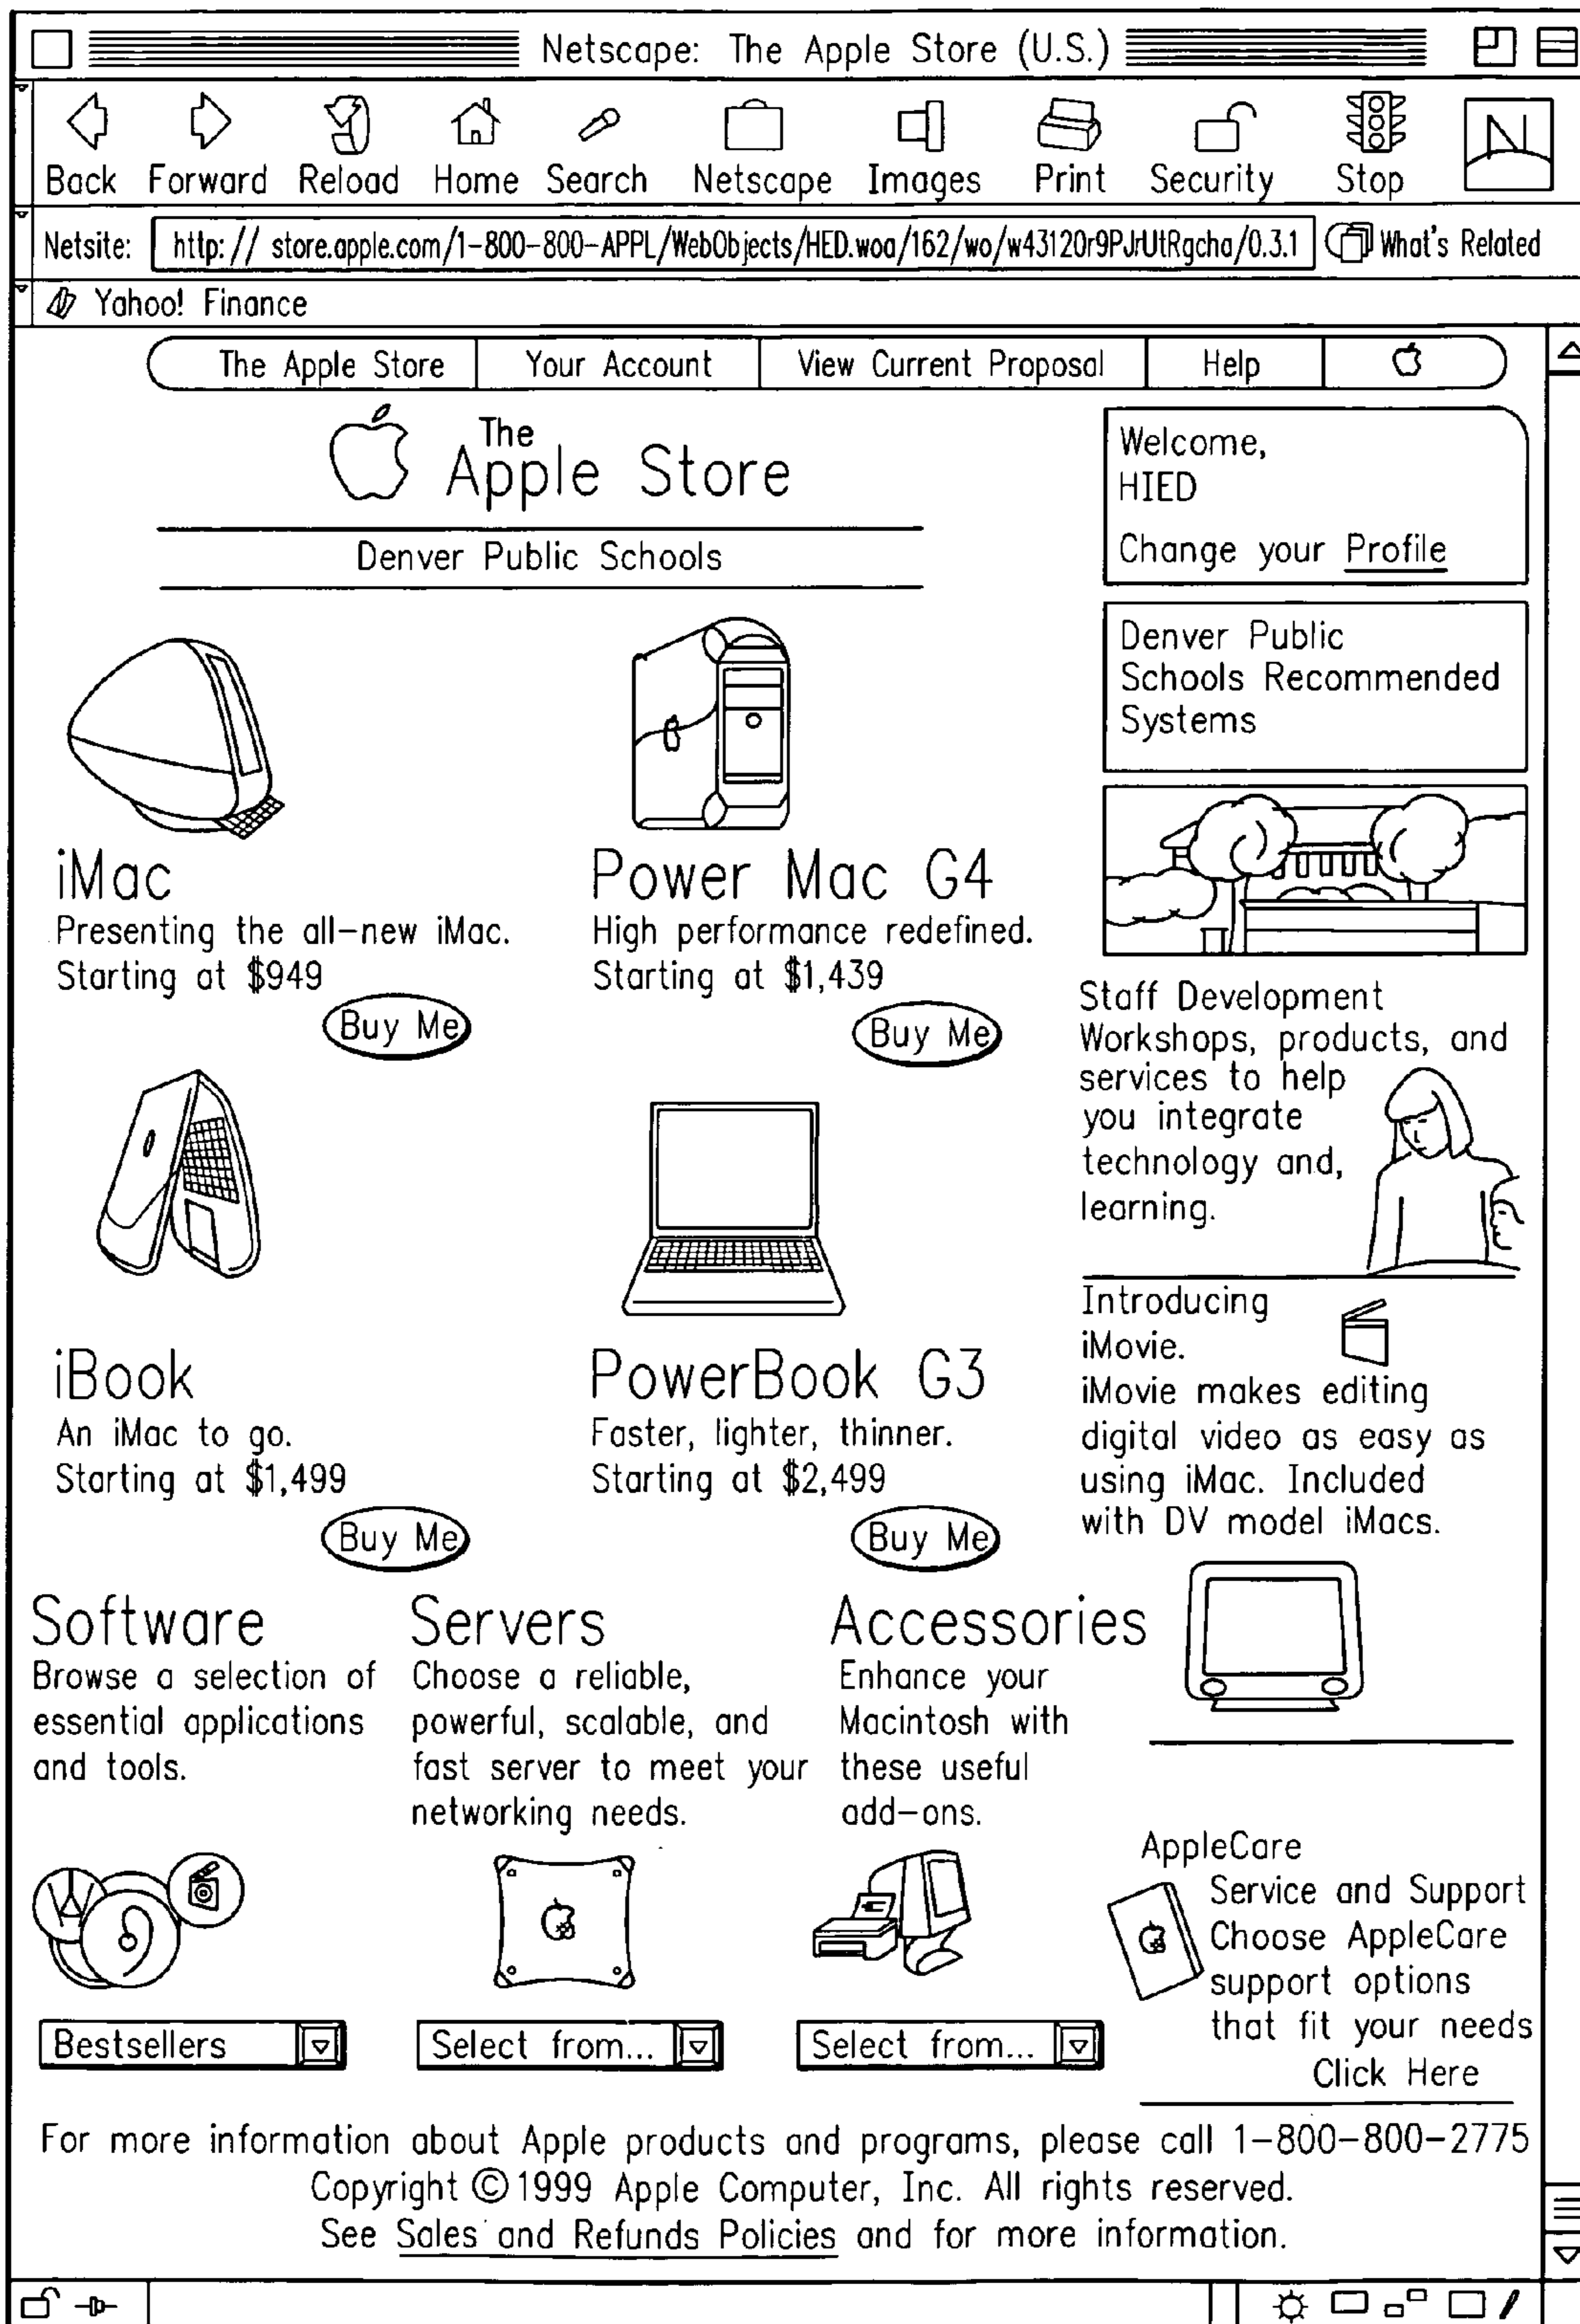 Netscape: The Apple Store (U.S.)
Back Forward Reload Home Search Netscape Images Print Security Stop
N
Netsite: http:// store.apple.com/1-800-800-APPL/WebObjects/HED.woa/162/wo/w43120r9PJrUtRgcha/0.3.1 What's Related
Yahoo! Finance
The Apple Store Your Account View Current Proposal Help
The
Apple Store
Denver Public Schools
Welcome,
HIED
Change your Profile
Denver Public
Schools Recommended
Systems
iMac
Presenting the all-new iMac.
Starting at $949
Buy Me
Power Mac G4
High performance redefined.
Starting at $1,439
Buy Me
Staff Development
Workshops, products, and
services to help
you integrate
technology and,
learning.
iBook
An iMac to go.
Starting at $1,499
Buy Me
PowerBook G3
Faster, lighter, thinner.
Starting at $2,499
Buy Me
Introducing
iMovie.
iMovie makes editing
digital video as easy as
using iMac. Included
with DV model iMacs.
Software
Browse a selection of
essential applications
and tools.
Bestsellers
Servers
Choose a reliable,
powerful, scalable, and
fast server to meet your
networking needs.
Select from...
Accessories
Enhance your
Macintosh with
these useful
add-ons.
Select from...
AppleCare
Service and Support
Choose AppleCare
support options
that fit your needs
Click Here
For more information about Apple products and programs, please call 1-800-800-2775
Copyright ©1999 Apple Computer, Inc. All rights reserved.
See Sales and Refunds Policies and for more information.